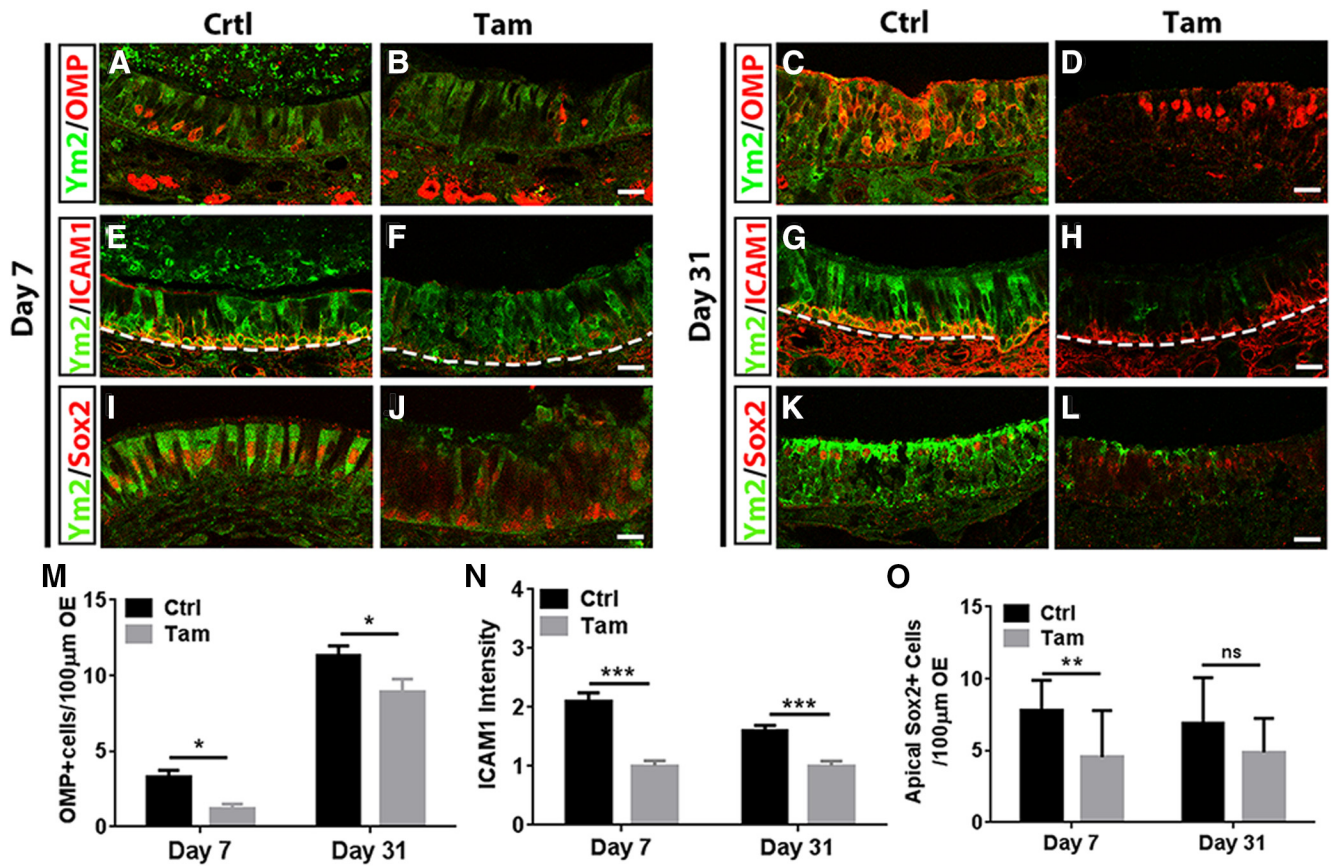 Crtl
Tam
Ctrl
Tam
Day 7
Ym2/OMP
A
B
Ym2/ICAM1
E
F
Ym2/Sox2
I
J
Day 31
Ym2/OMP
C
D
Ym2/ICAM1
G
H
Ym2/Sox2
K
L
M
OMP+cells/100μm OE
15
10
5
0
Ctrl
Tam
*
*
Day 7
Day 31
N
ICAM1 Intensity
4
3
2
1
0
Ctrl
Tam
***
***
Day 7
Day 31
O
Apical Sox2+ Cells
/100μm OE
15
10
5
0
Ctrl
Tam
**
ns
Day 7
Day 31